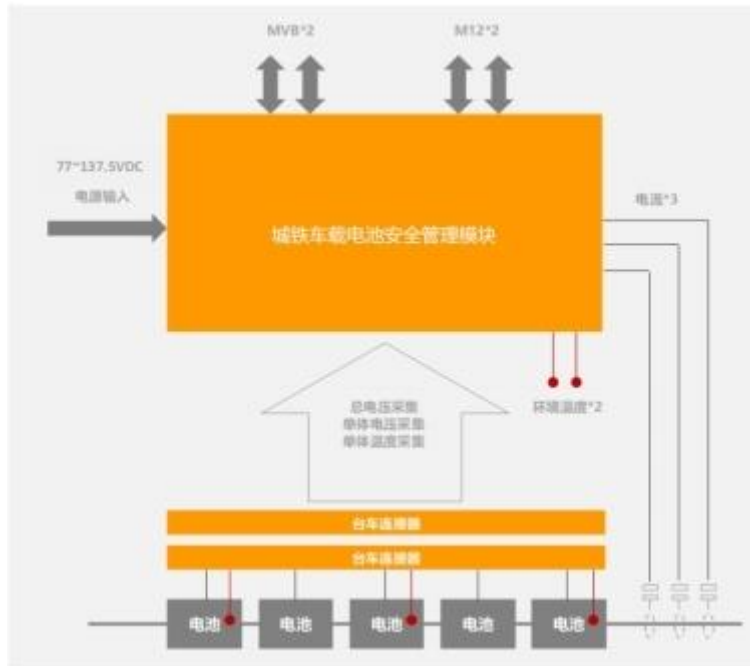 MVB*2
M12*2
77~137.5VDC
电源输入
电流*3
城铁车载电池安全管理模块
总电压采集
单体电压采集
单体温度采集
环境温度*2
台车连接器
台车连接器
电池
电池
电池
电池
电池